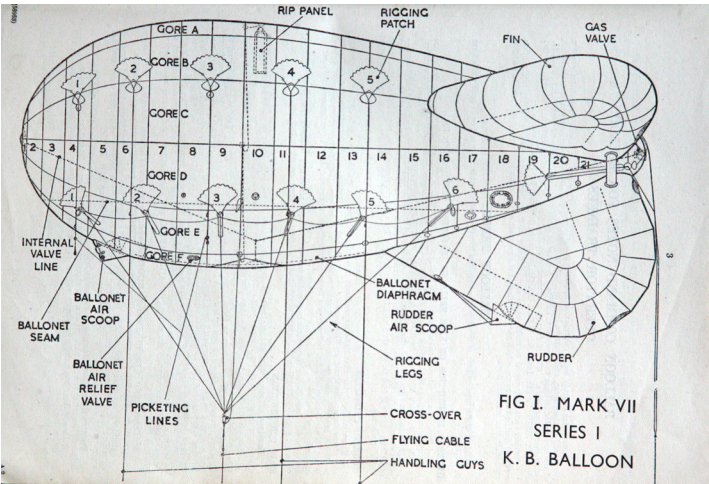 RIP PANEL
RIGGING
PATCH
GAS
VALVE
FIN
GORE A
GORE B
GORE C
GORE D
GORE E
GORE F
1
2
3
4
5
2 3 4 5 6 7 8 9 10 11 12 13 14 15 16 17 18 19 20 21
1
2
3
4
5
6
INTERNAL
VALVE
LINE
BALLONET
AIR
SCOOP
BALLONET
SEAM
BALLONET
AIR
RELIEF
VALVE
PICKETING
LINES
BALLONET
DIAPHRAGM
RUDDER
AIR SCOOP
RUDDER
RIGGING
LEGS
CROSS-OVER
FLYING CABLE
HANDLING GUYS
3
FIG I. MARK VII
SERIES I
K. B. BALLOON